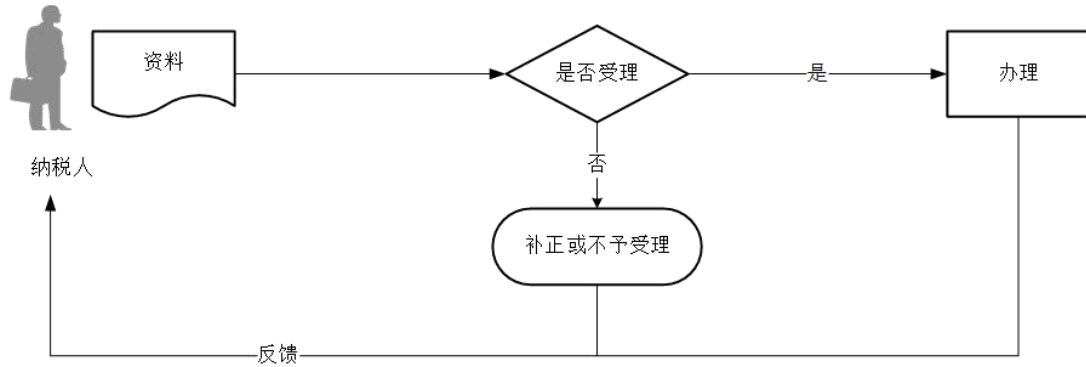 资料
是否受理
是
办理
纳税人
否
补正或不予受理
反馈